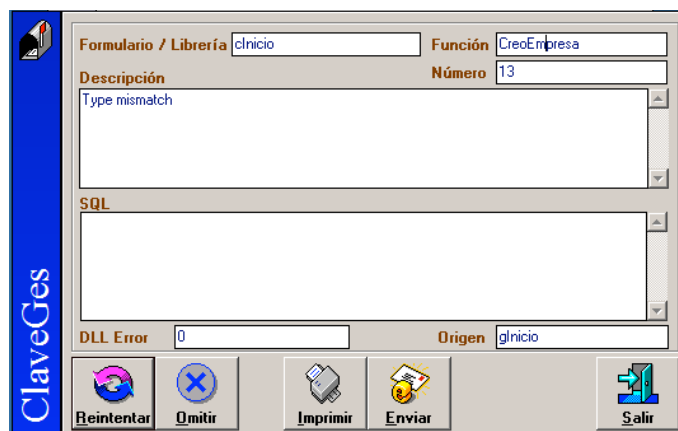 Formulario / Librería cInicio Función CreoEmpresa
Descripción Número 13
Type mismatch
SQL
DLL Error 0 Origen gInicio
Reintentar Omitir Imprimir Enviar Salir
ClaveGes